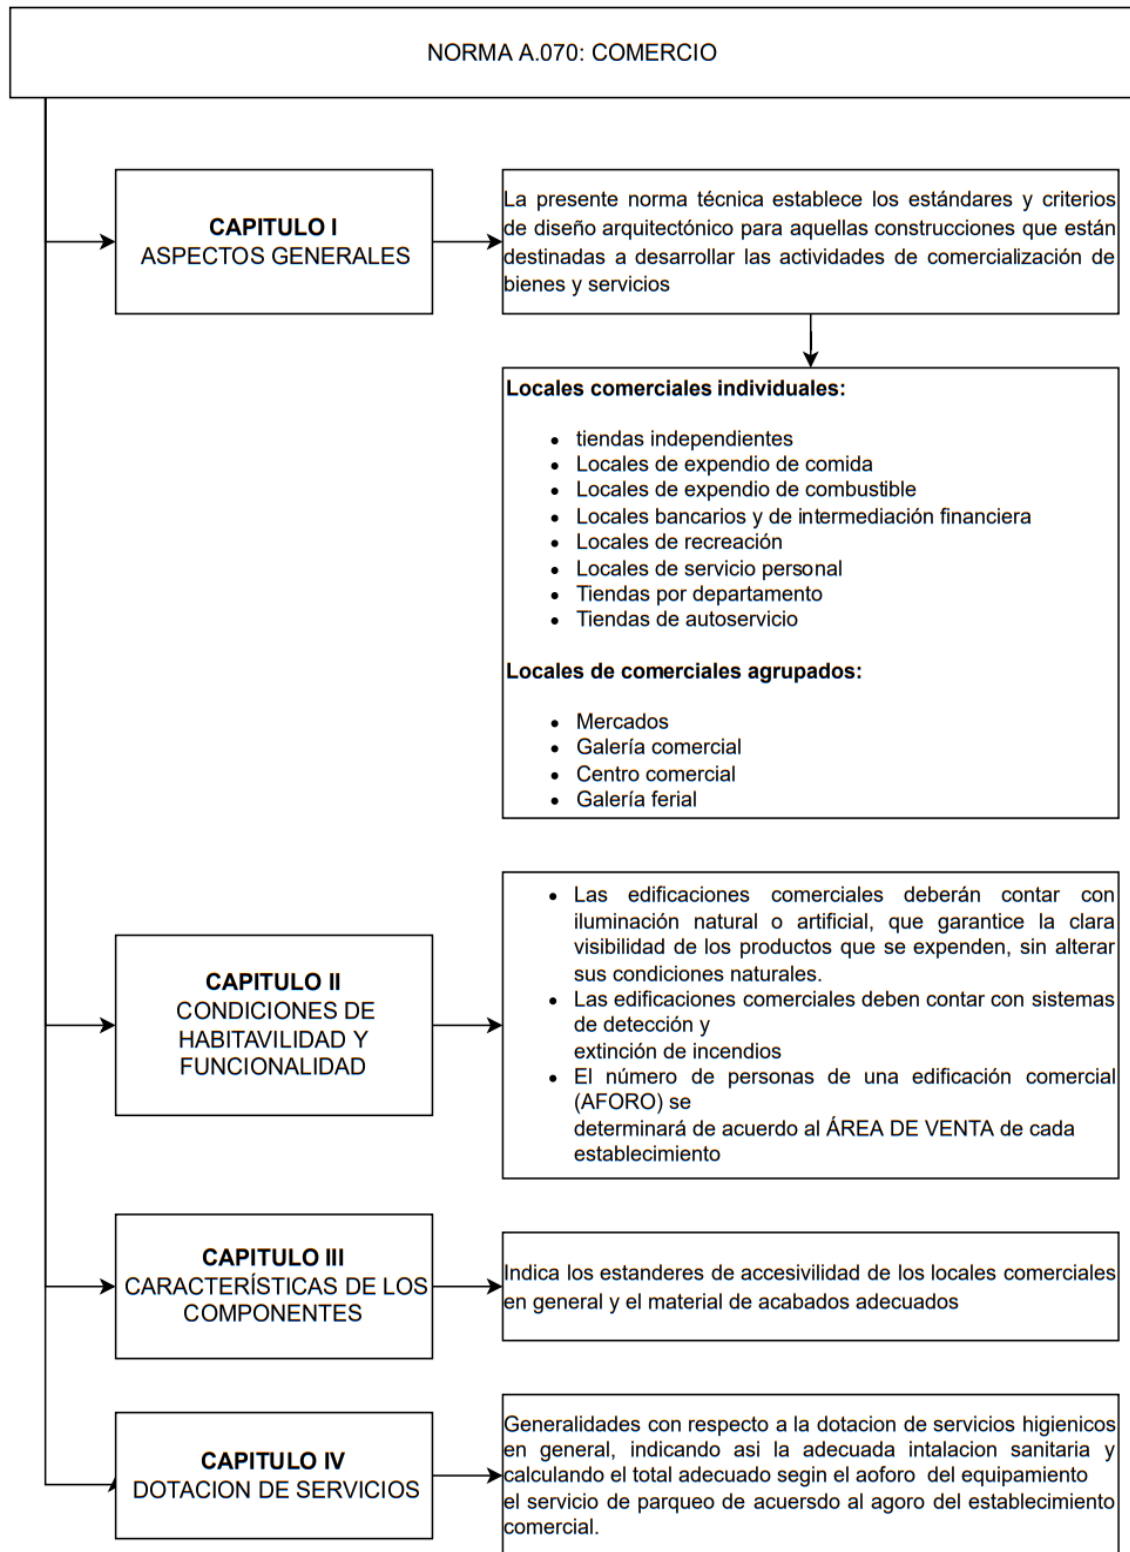 NORMA A.070: COMERCIO
CAPITULO I
ASPECTOS GENERALES
La presente norma técnica establece los estándares y criterios
de diseño arquitectónico para aquellas construcciones que están
destinadas a desarrollar las actividades de comercialización de
bienes y servicios
Locales comerciales individuales:
• tiendas independientes
• Locales de expendio de comida
• Locales de expendio de combustible
• Locales bancarios y de intermediación financiera
• Locales de recreación
• Locales de servicio personal
• Tiendas por departamento
• Tiendas de autoservicio
Locales de comerciales agrupados:
• Mercados
• Galería comercial
• Centro comercial
• Galería ferial
CAPITULO II
CONDICIONES DE
HABITAVILIDAD Y
FUNCIONALIDAD
• Las edificaciones comerciales deberán contar con
iluminación natural o artificial, que garantice la clara
visibilidad de los productos que se expenden, sin alterar
sus condiciones naturales.
• Las edificaciones comerciales deben contar con sistemas
de detección y
extinción de incendios
• El número de personas de una edificación comercial
(AFORO) se
determinará de acuerdo al ÁREA DE VENTA de cada
establecimiento
CAPITULO III
CARACTERÍSTICAS DE LOS
COMPONENTES
Indica los estanderes de accesivilidad de los locales comerciales
en general y el material de acabados adecuados
CAPITULO IV
DOTACION DE SERVICIOS
Generalidades con respecto a la dotacion de servicios higienicos
en general, indicando asi la adecuada intalacion sanitaria y
calculando el total adecuado segin el aoforo del equipamiento
el servicio de parqueo de acuersdo al agoro del establecimiento
comercial.